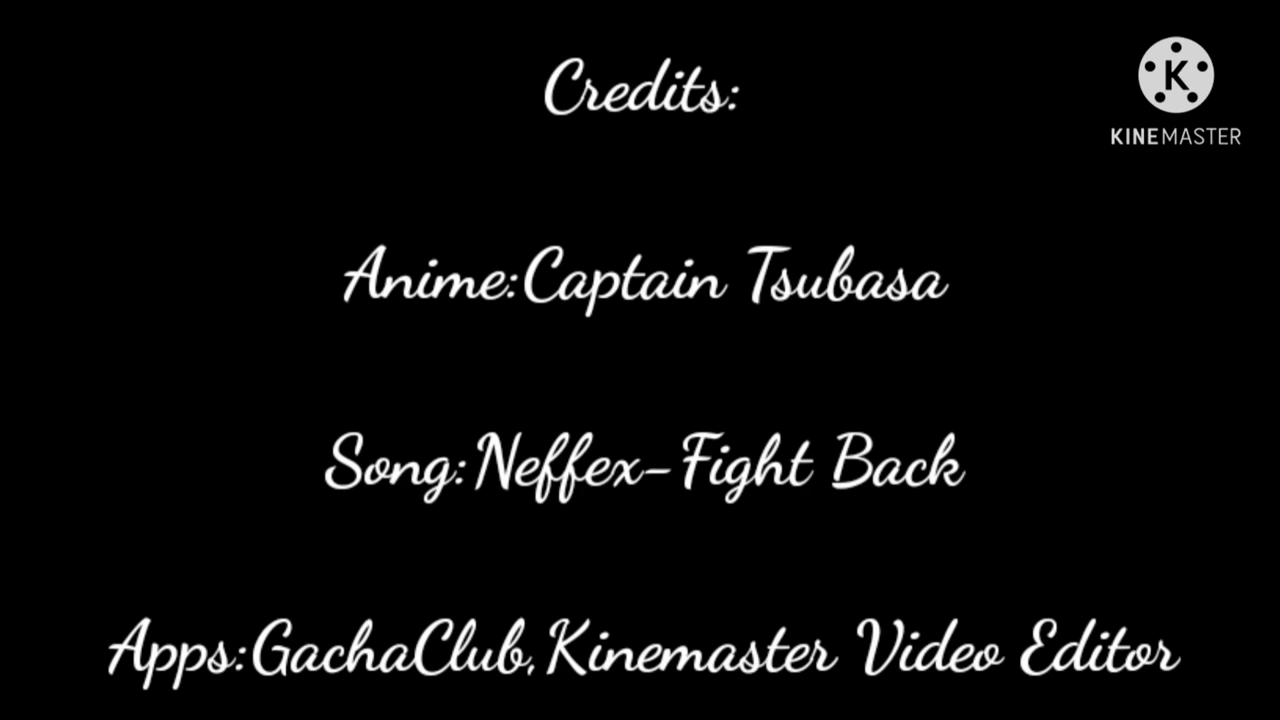 Credits:
KINEMASTER
Anime:Captain Tsubasa
Song:Neffex-Fight Back
Apps:GachaClub,Kinemaster Video Editor